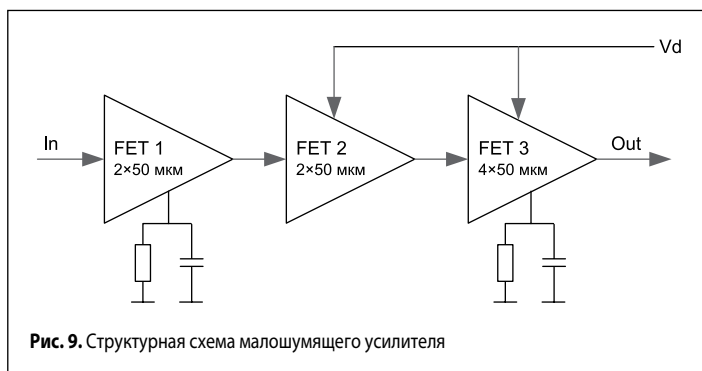 Vd
In
FET 1
2×50 мкм
FET 2
2×50 мкм
FET 3
4×50 мкм
Out
Рис. 9. Структурная схема малошумящего усилителя